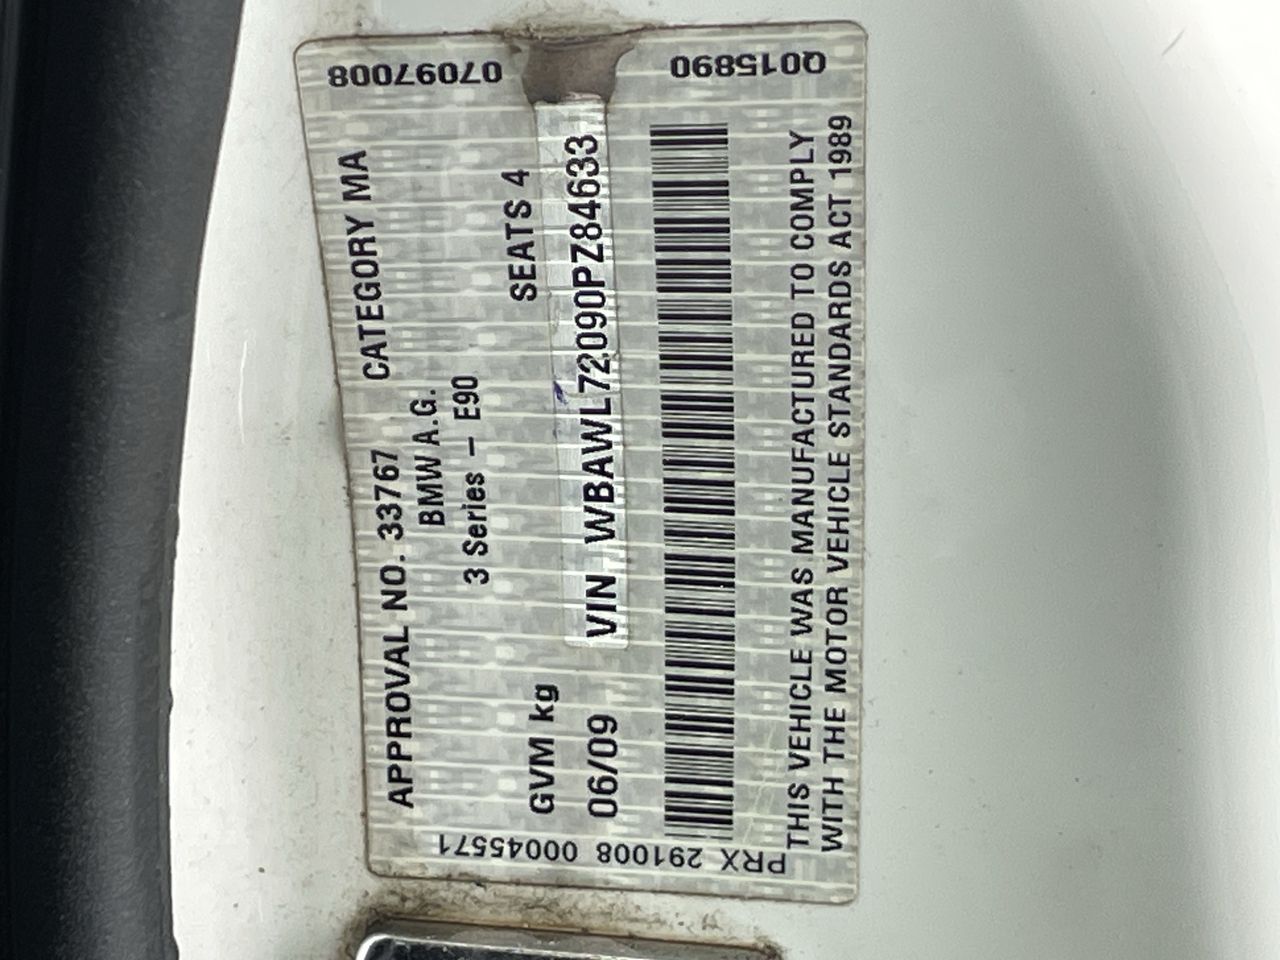 APPROVAL NO. 33767 CATEGORY MA
BMW A.G.
3 Series - E90
GVM kg SEATS 4
06/09 VIN WBAWL72090PZ84633
THIS VEHICLE WAS MANUFACTURED TO COMPLY
WITH THE MOTOR VEHICLE STANDARDS ACT 1989
07097008
Q015890
PRX 291008 00045571